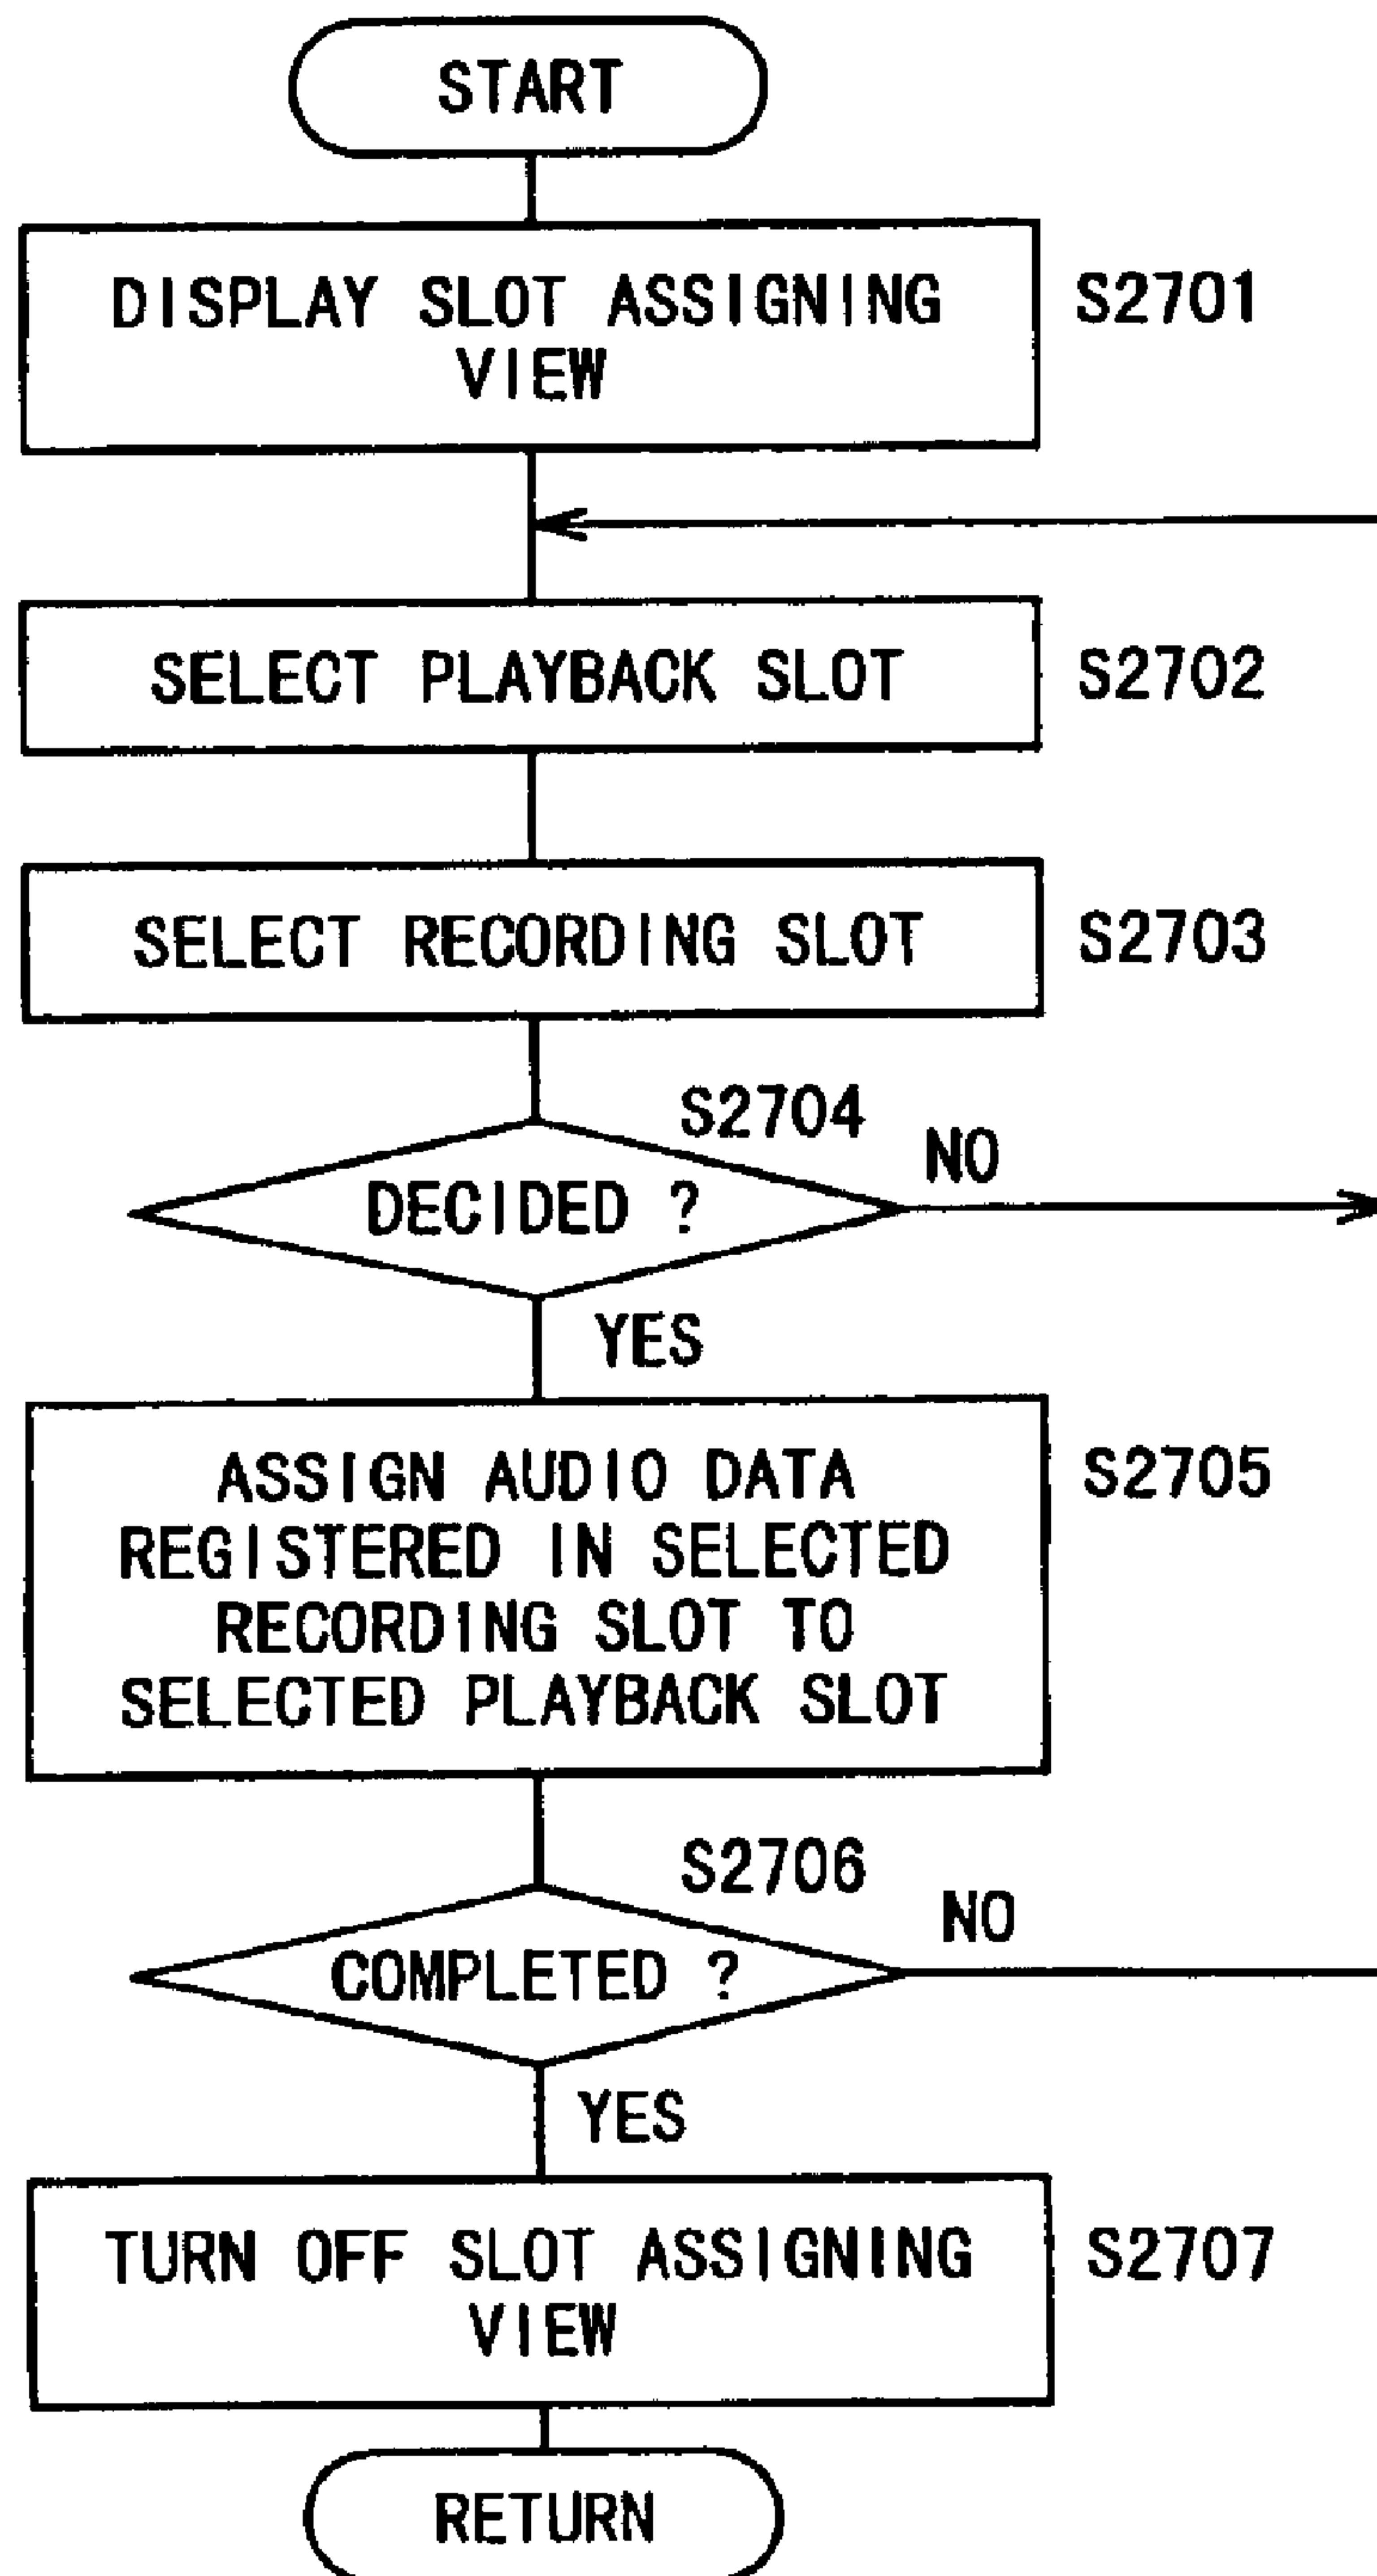 START
DISPLAY SLOT ASSIGNING
VIEW
S2701
SELECT PLAYBACK SLOT
S2702
SELECT RECORDING SLOT
S2703
S2704
DECIDED ?
NO
YES
ASSIGN AUDIO DATA
REGISTERED IN SELECTED
RECORDING SLOT TO
SELECTED PLAYBACK SLOT
S2705
S2706
COMPLETED ?
NO
YES
TURN OFF SLOT ASSIGNING
VIEW
S2707
RETURN